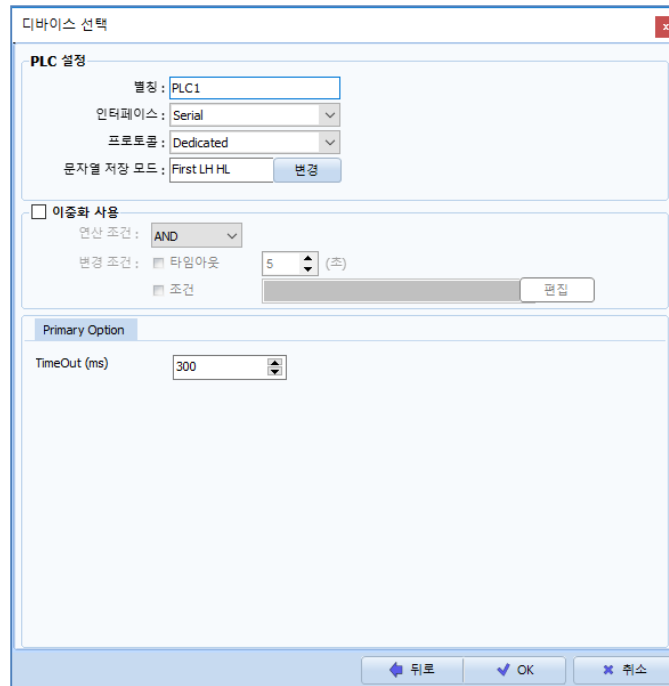 디바이스 선택
PLC 설정
별칭 : PLC1
인터페이스 : Serial
프로토콜 : Dedicated
문자열 저장 모드 : First LH HL 변경
이중화 사용
연산 조건 : AND
변경 조건 : 타임아웃 5 (초)
조건 편집
Primary Option
TimeOut (ms) 300
뒤로 OK 취소